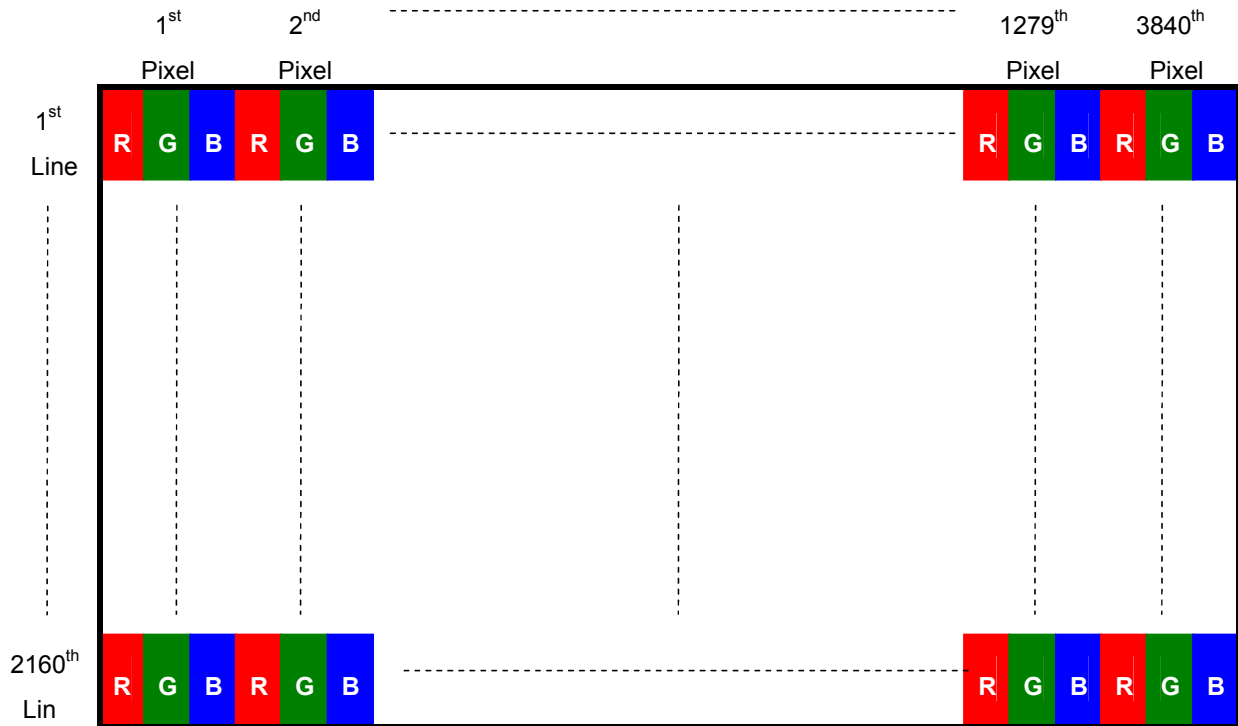 1st 2nd 1279th 3840th
Pixel Pixel Pixel Pixel
1st
Line
R G B R G B R G B R G B
2160th
Lin
R G B R G B R G B R G B